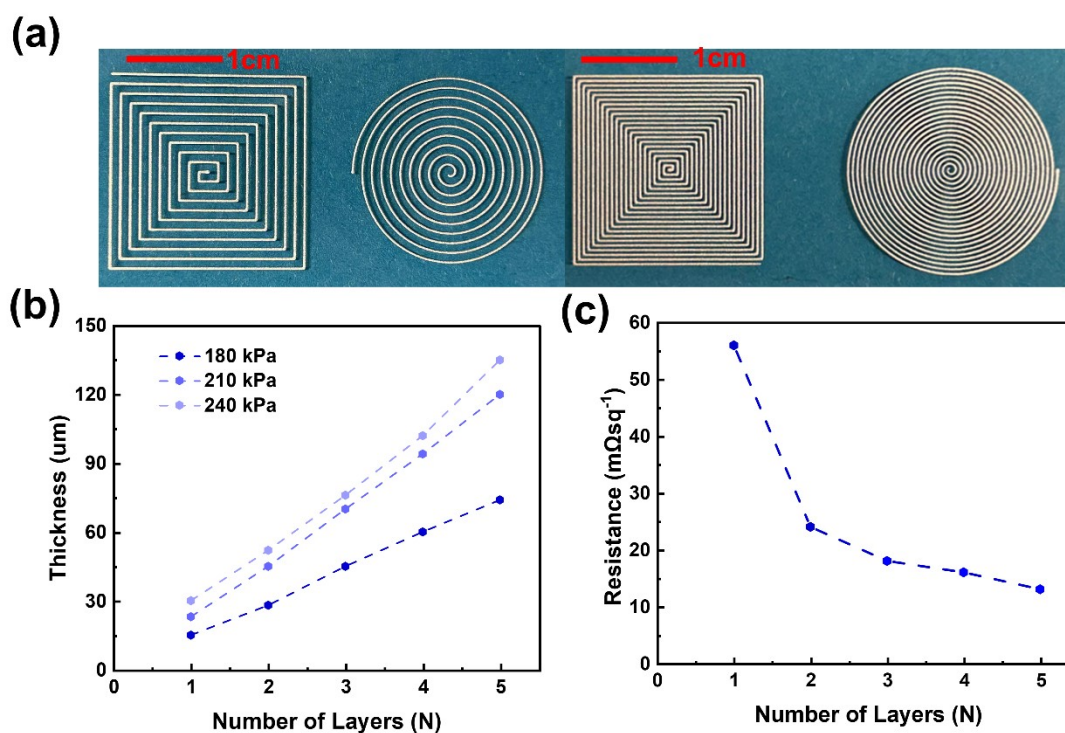 (a)
1cm
1cm
(b)
150
120
90
60
30
0
0
1
2
3
4
5
Thickness (um)
Number of Layers (N)
180 kPa
210 kPa
240 kPa
(c)
60
50
40
30
20
10
0
0
1
2
3
4
5
Resistance (mΩsq⁻¹)
Number of Layers (N)